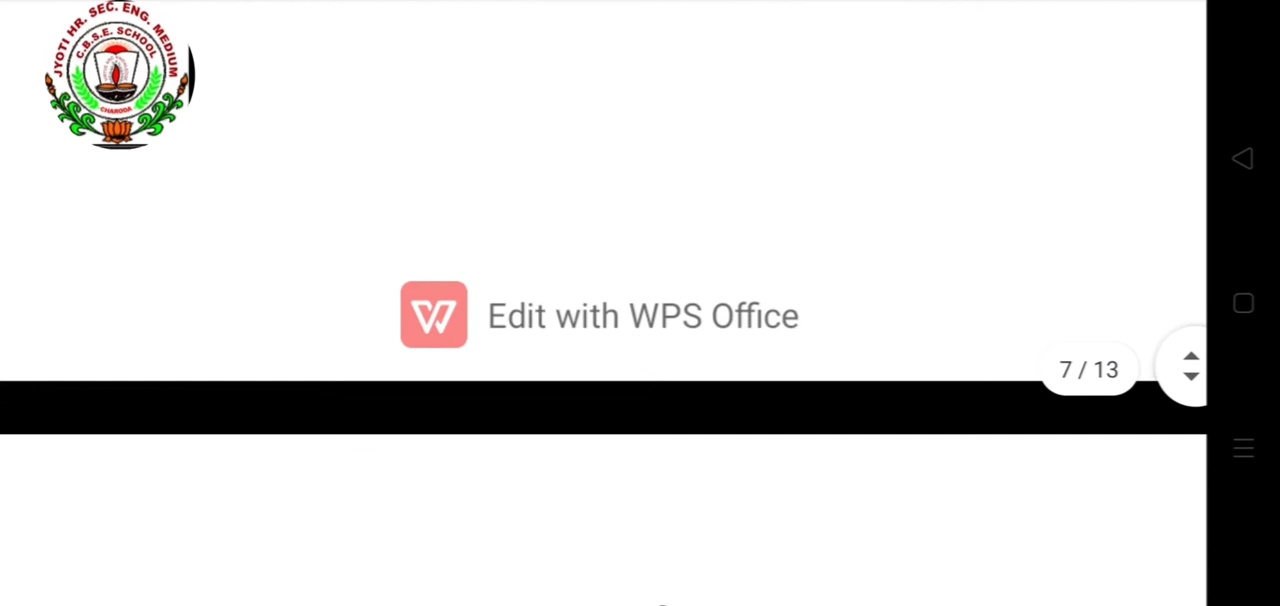 JYOTI HR. SEC. ENG. MEDIUM
C.B.S.E. SCHOOL
CHARODA
Edit with WPS Office
7 / 13